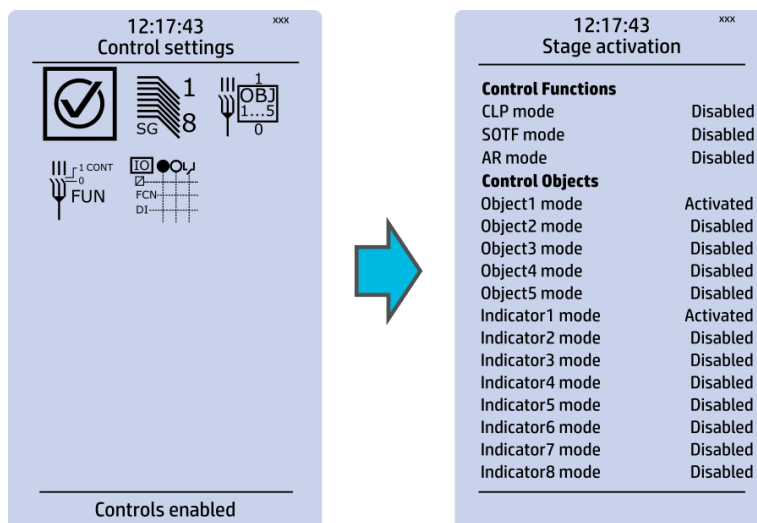 12:17:43 xxx
Control settings
SG 1 8
1
OBJ
1...5
0
1 CONT
0
FUN
IO
FCN
DI
Controls enabled
12:17:43 xxx
Stage activation
Control Functions
CLP mode Disabled
SOTF mode Disabled
AR mode Disabled
Control Objects
Object1 mode Activated
Object2 mode Disabled
Object3 mode Disabled
Object4 mode Disabled
Object5 mode Disabled
Indicator1 mode Activated
Indicator2 mode Disabled
Indicator3 mode Disabled
Indicator4 mode Disabled
Indicator5 mode Disabled
Indicator6 mode Disabled
Indicator7 mode Disabled
Indicator8 mode Disabled